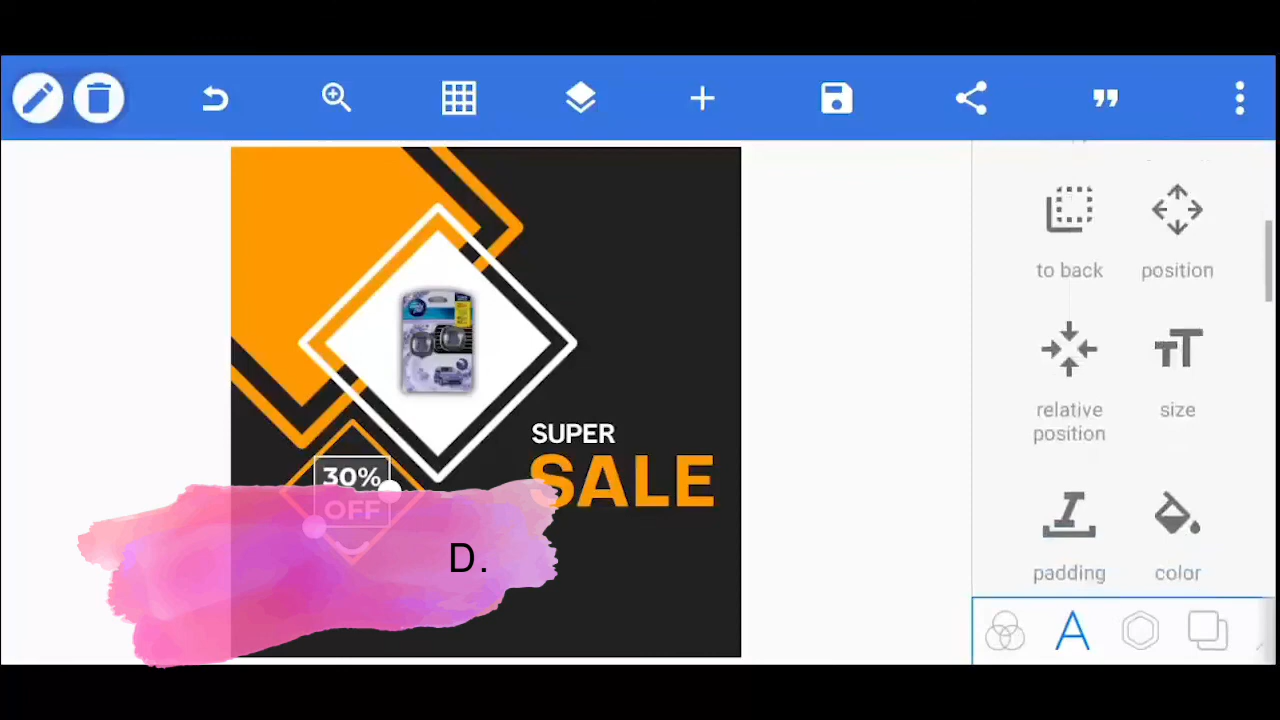 to back
position
relative
position
size
padding
color
SUPER
SALE
30%
OFF
D.